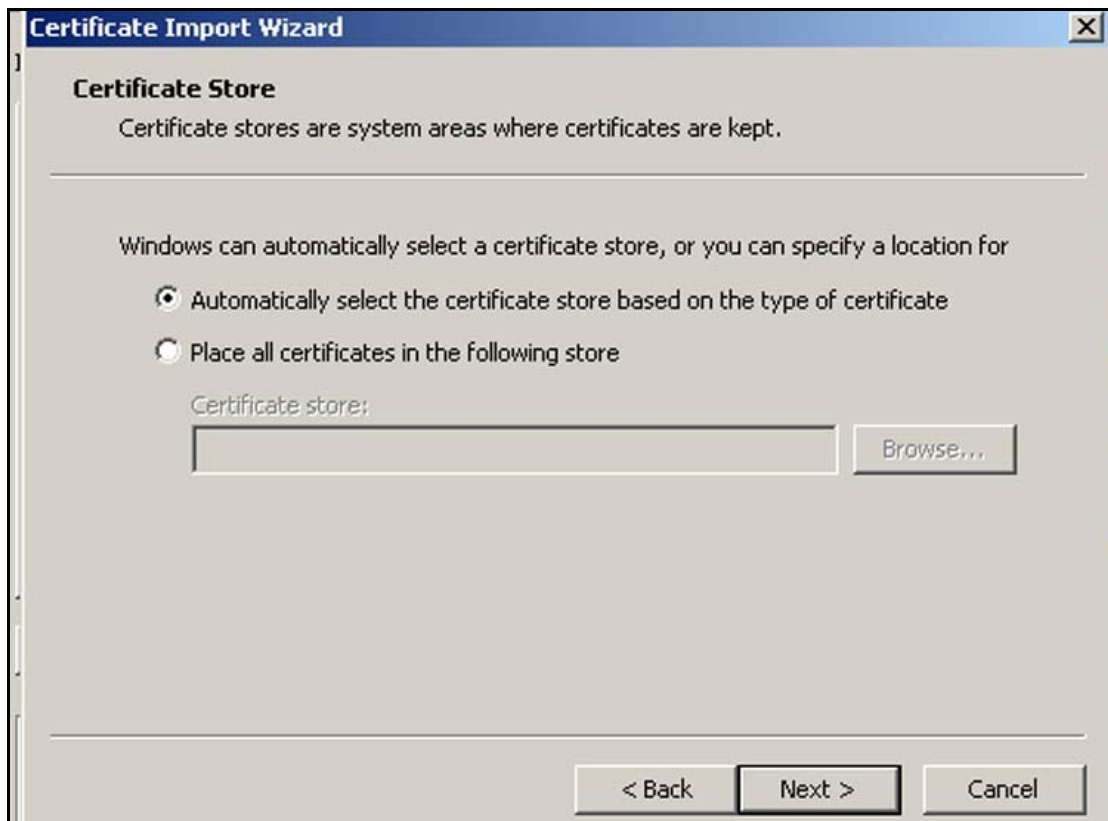 Certificate Import Wizard
Certificate Store
Certificate stores are system areas where certificates are kept.
Windows can automatically select a certificate store, or you can specify a location for
Automatically select the certificate store based on the type of certificate
Place all certificates in the following store
Certificate store:
Browse...
< Back Next > Cancel